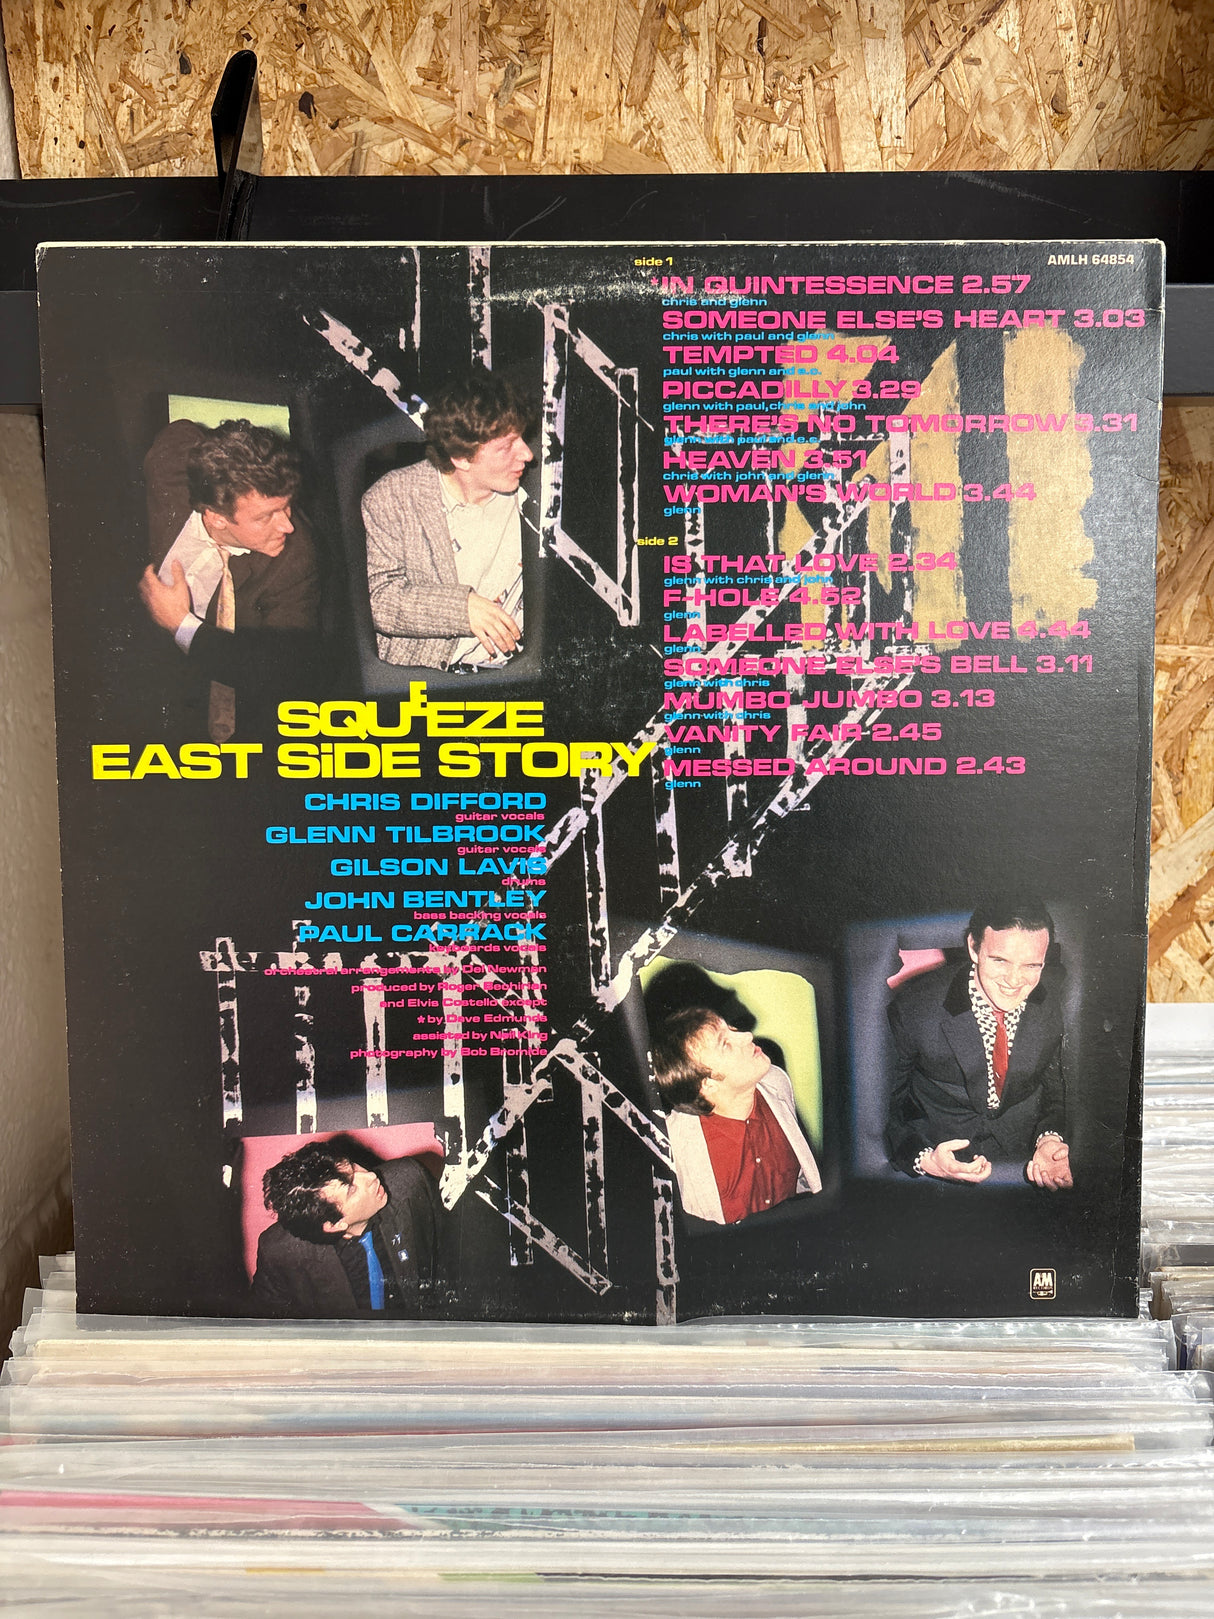 AMLH 64854
side 1
*IN QUINTESSENCE 2.57
chris and glenn
SOMEONE ELSE'S HEART 3.03
chris with paul and glenn
TEMPTED 4.04
paul with glenn and e.c.
PICCADILLY 3.29
glenn with paul,chris and john
THERE'S NO TOMORROW 3.31
glenn with paul and e.c.
HEAVEN 3.51
chris with john and glenn
WOMAN'S WORLD 3.44
glenn
side 2
IS THAT LOVE 2.34
glenn with chris and john
F-HOLE 4.52
glenn
LABELLED WITH LOVE 4.44
glenn
SOMEONE ELSE'S BELL 3.11
glenn with chris
MUMBO JUMBO 3.13
glenn with chris
VANITY FAIR 2.45
glenn
MESSED AROUND 2.43
glenn
SQUEEZE
EAST SiDE STORY
CHRIS DIFFORD
guitar vocals
GLENN TILBROOK
guitar vocals
GILSON LAVIS
drums
JOHN BENTLEY
bass backing vocals
PAUL CARRACK
keyboards vocals
orchestral arrangements by Del Newman
produced by Roger Bechirian
and Elvis Costello except
* by Dave Edmunds
assisted by Neil King
photography by Bob Bromide
AM